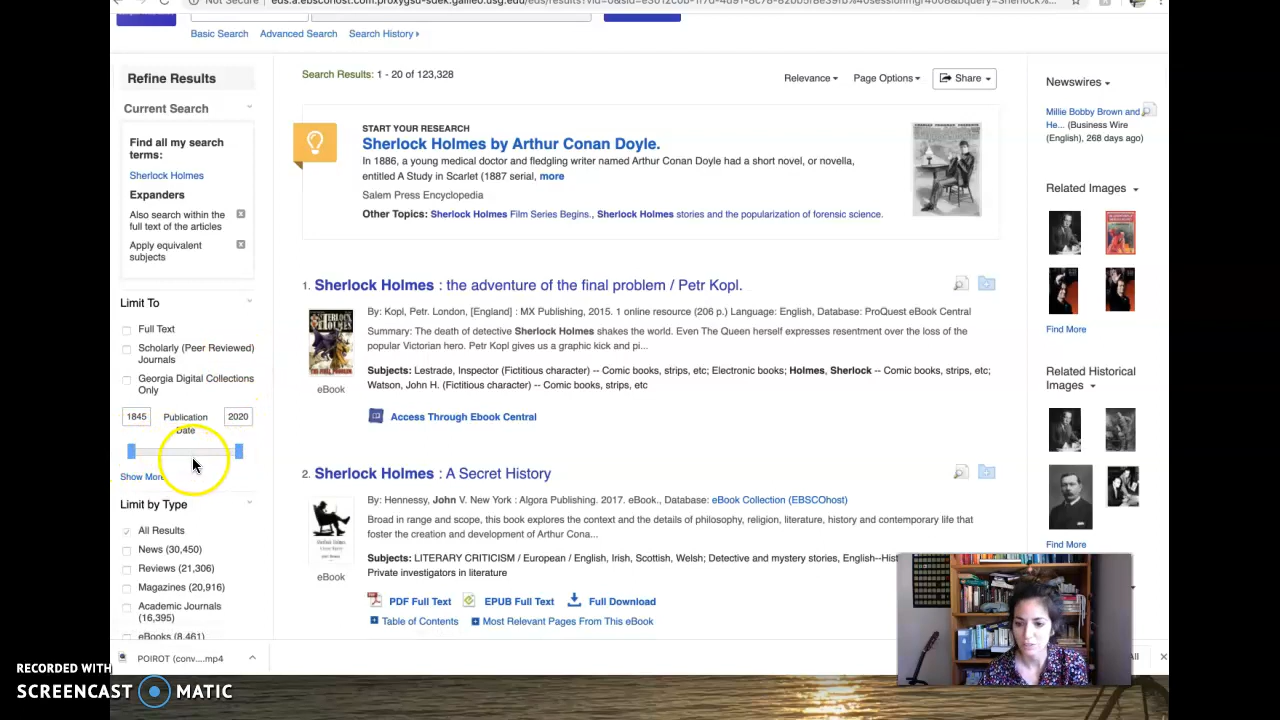 Not Secure eds.a.ebscohost.com.proxygsu-sdek.galileo.usg.edu/eds/results?vid=0&sid=
Basic Search Advanced Search Search History
Refine Results
Current Search
Find all my search
terms:
Sherlock Holmes
Expanders
Also search within the
full text of the articles
Apply equivalent
subjects
Limit To
Full Text
Scholarly (Peer Reviewed)
Journals
Georgia Digital Collections
Only
1845 Publication 2020
Date
Show More
Limit by Type
All Results
News (30,450)
Reviews (21,306)
Magazines (20,916)
Academic Journals
(16,395)
eBooks (8,461)
Search Results: 1 - 20 of 123,328
Relevance Page Options Share
START YOUR RESEARCH
Sherlock Holmes by Arthur Conan Doyle.
In 1886, a young medical doctor and fledgling writer named Arthur Conan Doyle had a short novel, or novella,
entitled A Study in Scarlet (1887 serial, more
Salem Press Encyclopedia
Other Topics: Sherlock Holmes Film Series Begins., Sherlock Holmes stories and the popularization of forensic science.
1. Sherlock Holmes : the adventure of the final problem / Petr Kopl.
By: Kopl, Petr. London, [England] : MX Publishing, 2015. 1 online resource (206 p.) Language: English, Database: ProQuest eBook Central
Summary: The death of detective Sherlock Holmes shakes the world. Even The Queen herself expresses resentment over the loss of the
popular Victorian hero. Petr Kopl gives us a graphic kick and pi...
Subjects: Lestrade, Inspector (Fictitious character) -- Comic books, strips, etc; Electronic books; Holmes, Sherlock -- Comic books, strips, etc;
Watson, John H. (Fictitious character) -- Comic books, strips, etc
eBook
Access Through Ebook Central
2. Sherlock Holmes : A Secret History
By: Hennessy, John V. New York : Algora Publishing. 2017. eBook., Database: eBook Collection (EBSCOhost)
Broad in range and scope, this book explores the context and the details of philosophy, religion, literature, history and contemporary life that
foster the creation and development of Arthur Cona...
Subjects: LITERARY CRITICISM / European / English, Irish, Scottish, Welsh; Detective and mystery stories, English--His
Private investigators in literature
eBook
PDF Full Text EPUB Full Text Full Download
Table of Contents Most Relevant Pages From This eBook
Newswires
Millie Bobby Brown and
He... (Business Wire
(English), 268 days ago)
Related Images
Find More
Related Historical
Images
Find More
POIROT (conv....mp4
All
RECORDED WITH
SCREENCAST MATIC